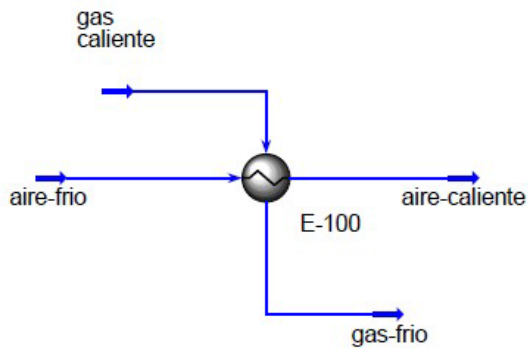 gas
caliente
aire-frio
aire-caliente
E-100
gas-frio